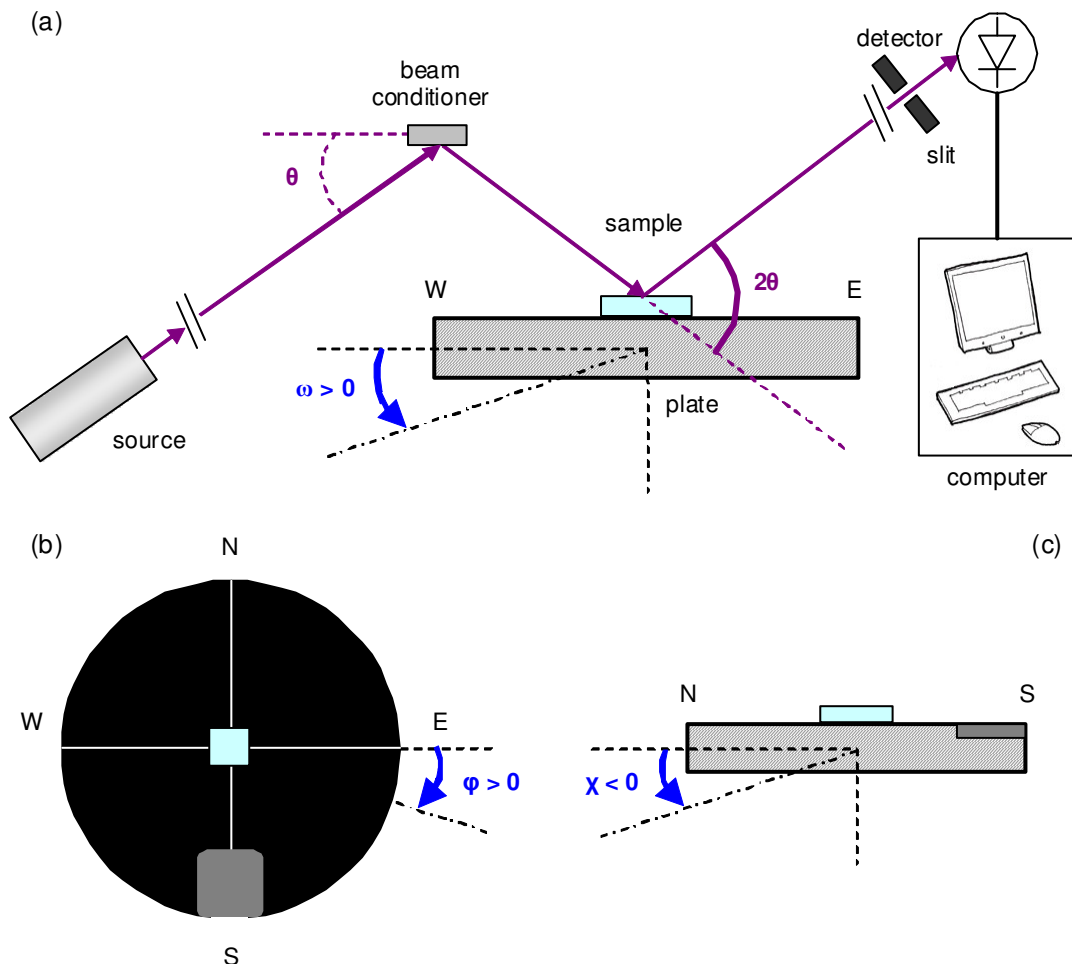 (a)
detector
beam
conditioner
slit
θ
sample
W
2θ
E
ω > 0
plate
source
computer
(b)
N
(c)
W
E
N
S
φ > 0
χ < 0
S